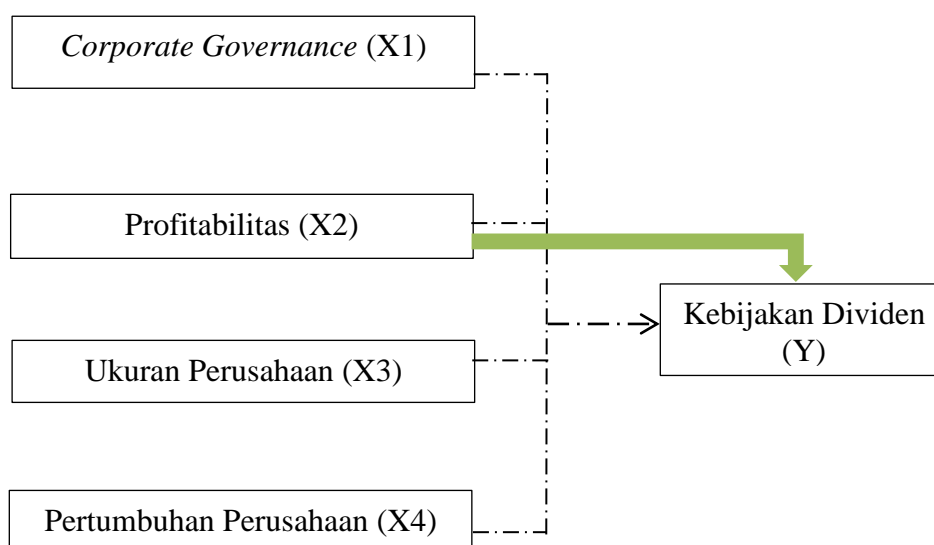 Corporate Governance (X1)
Profitabilitas (X2)
Kebijakan Dividen
(Y)
Ukuran Perusahaan (X3)
Pertumbuhan Perusahaan (X4)